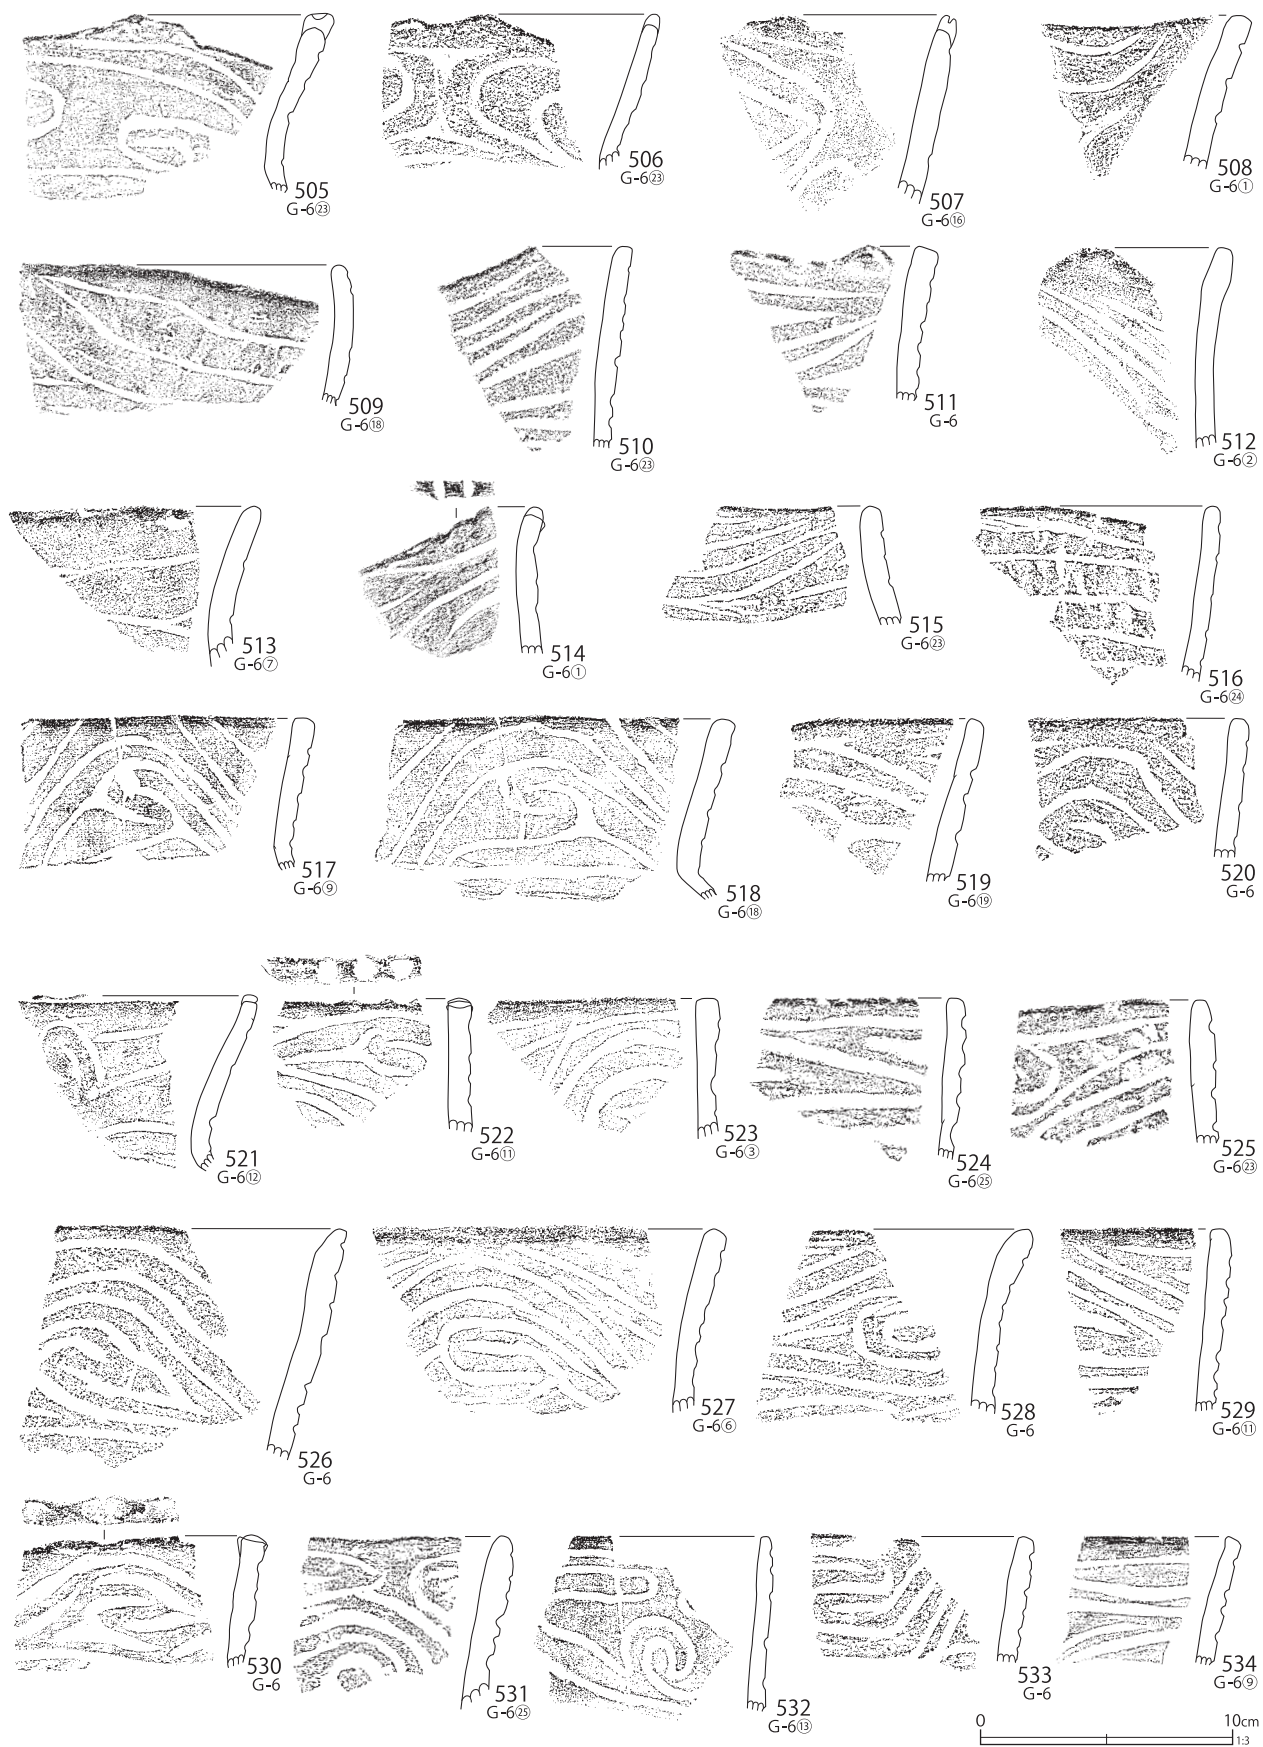 505
G-6㉓
506
G-6㉓
507
G-6⑯
508
G-6①
509
G-6⑱
510
G-6㉓
511
G-6
512
G-6②
513
G-6⑦
514
G-6①
515
G-6㉓
516
G-6㉔
517
G-6⑨
518
G-6⑱
519
G-6⑲
520
G-6
521
G-6⑫
522
G-6⑪
523
G-6③
524
G-6㉕
525
G-6㉓
526
G-6
527
G-6⑥
528
G-6
529
G-6⑪
530
G-6
531
G-6㉕
532
G-6⑬
533
G-6
534
G-6⑨
0 10cm
1:3